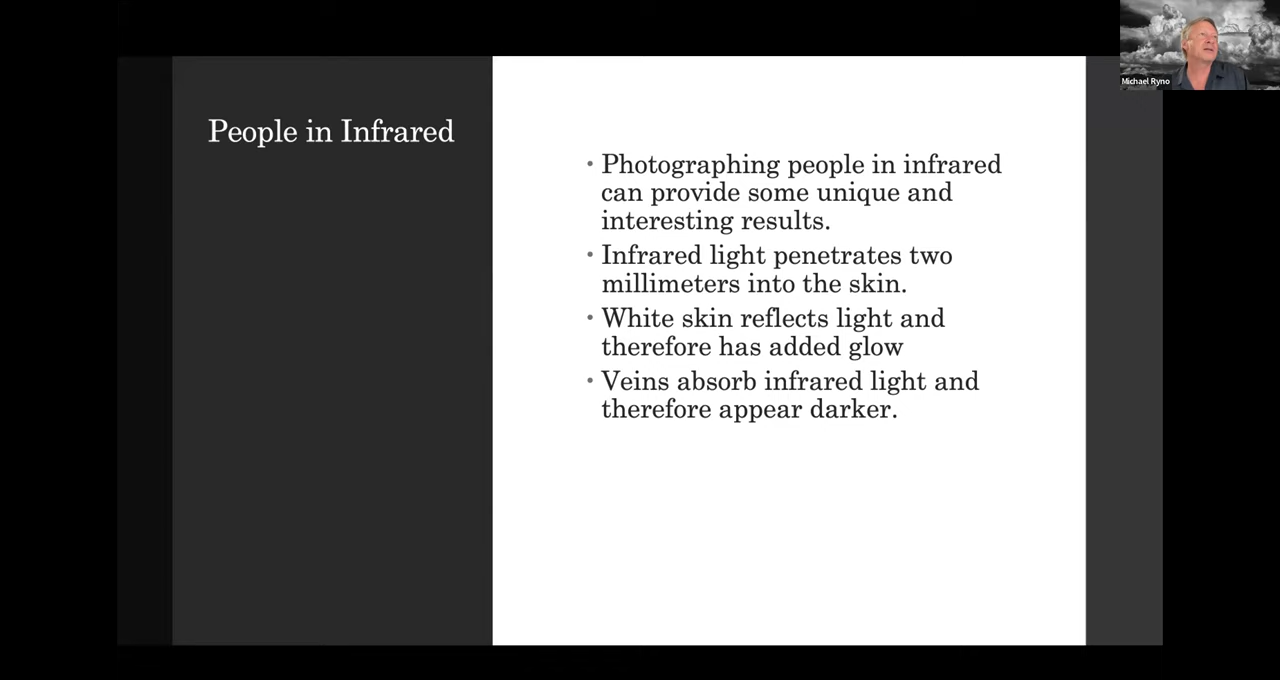 Michael Ryno
People in Infrared
• Photographing people in infrared
can provide some unique and
interesting results.
• Infrared light penetrates two
millimeters into the skin.
• White skin reflects light and
therefore has added glow
• Veins absorb infrared light and
therefore appear darker.